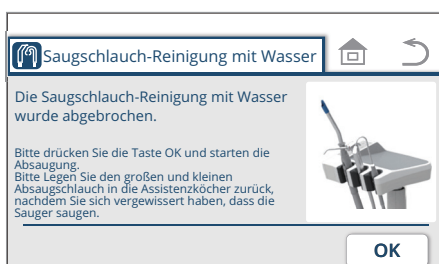 Saugschlauch-Reinigung mit Wasser
Die Saugschlauch-Reinigung mit Wasser
wurde abgebrochen.
Bitte drücken Sie die Taste OK und starten die
Absaugung.
Bitte Legen Sie den großen und kleinen
Absaugschlauch in die Assistenzköcher zurück,
nachdem Sie sich vergewissert haben, dass die
Sauger saugen.
OK